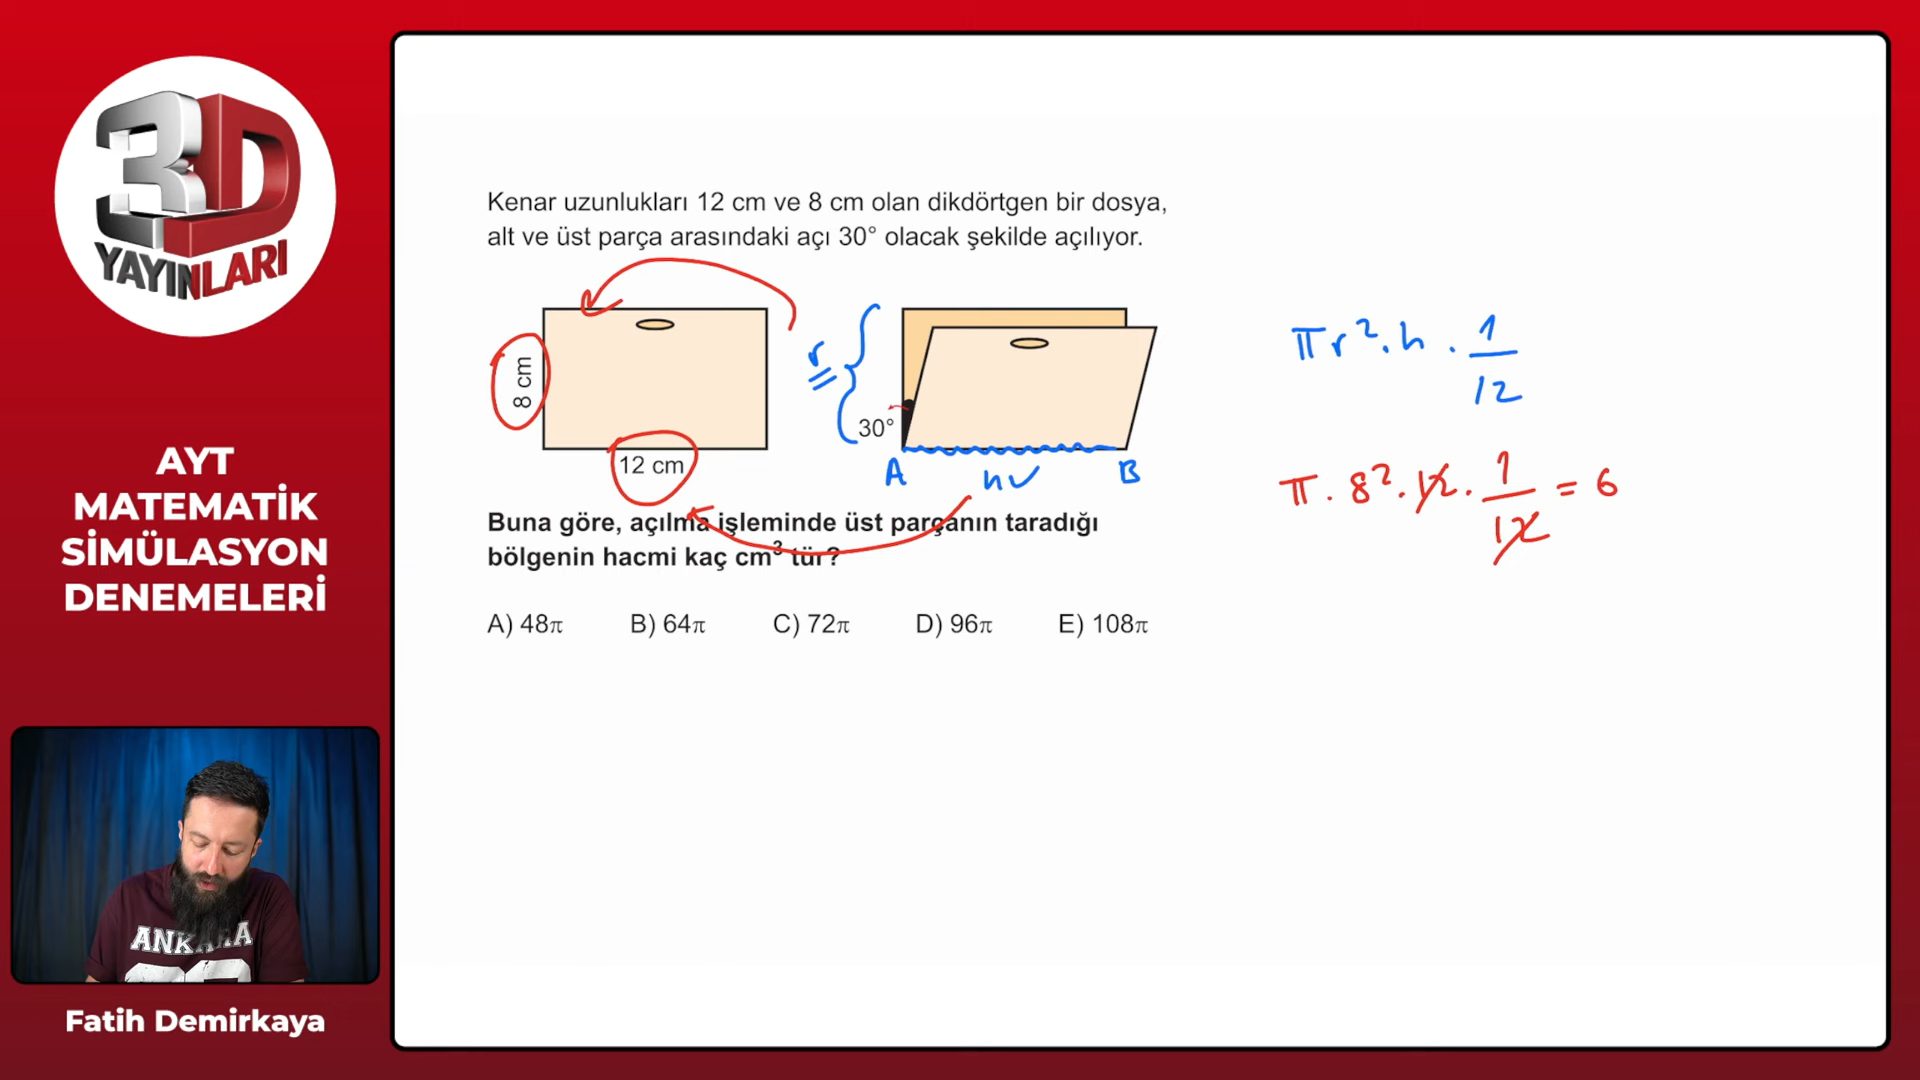 3D
YAYINLARI
AYT
MATEMATİK
SİMÜLASYON
DENEMELERİ
ANKARA
Fatih Demirkaya
Kenar uzunlukları 12 cm ve 8 cm olan dikdörtgen bir dosya,
alt ve üst parça arasındaki açı 30° olacak şekilde açılıyor.
8 cm
12 cm
r
30°
A
h
B
Buna göre, açılma işleminde üst parçanın taradığı
bölgenin hacmi kaç cm³ tür?
A) 48π B) 64π C) 72π D) 96π E) 108π
πr².h . 1/12
π . 8² . 12 . 1/12 = 6